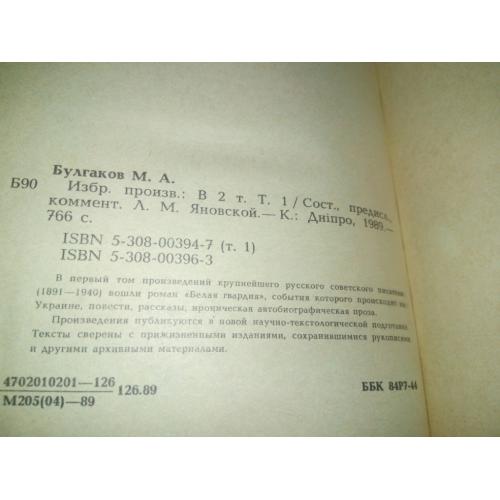 Булгаков М. А.
Б90
Избр. произв.: В 2 т. Т. 1 / Сост., предисл.,
коммент. Л. М. Яновской. — К.: Дніпро, 1989. —
766 с.
ISBN 5-308-00394-7 (т. 1)
ISBN 5-308-00396-3
В первый том произведений крупнейшего русского советского писателя
(1891—1940) вошли роман «Белая гвардия», события которого происходят на
Украине, повести, рассказы, ироническая автобиографическая проза.
Произведения публикуются в новой научно-текстологической подготовке.
Тексты сверены с прижизненными изданиями, сохранившимися рукописями
и другими архивными материалами.
4702010201—126
М205(04)—89
126.89
ББК 84Р7-44